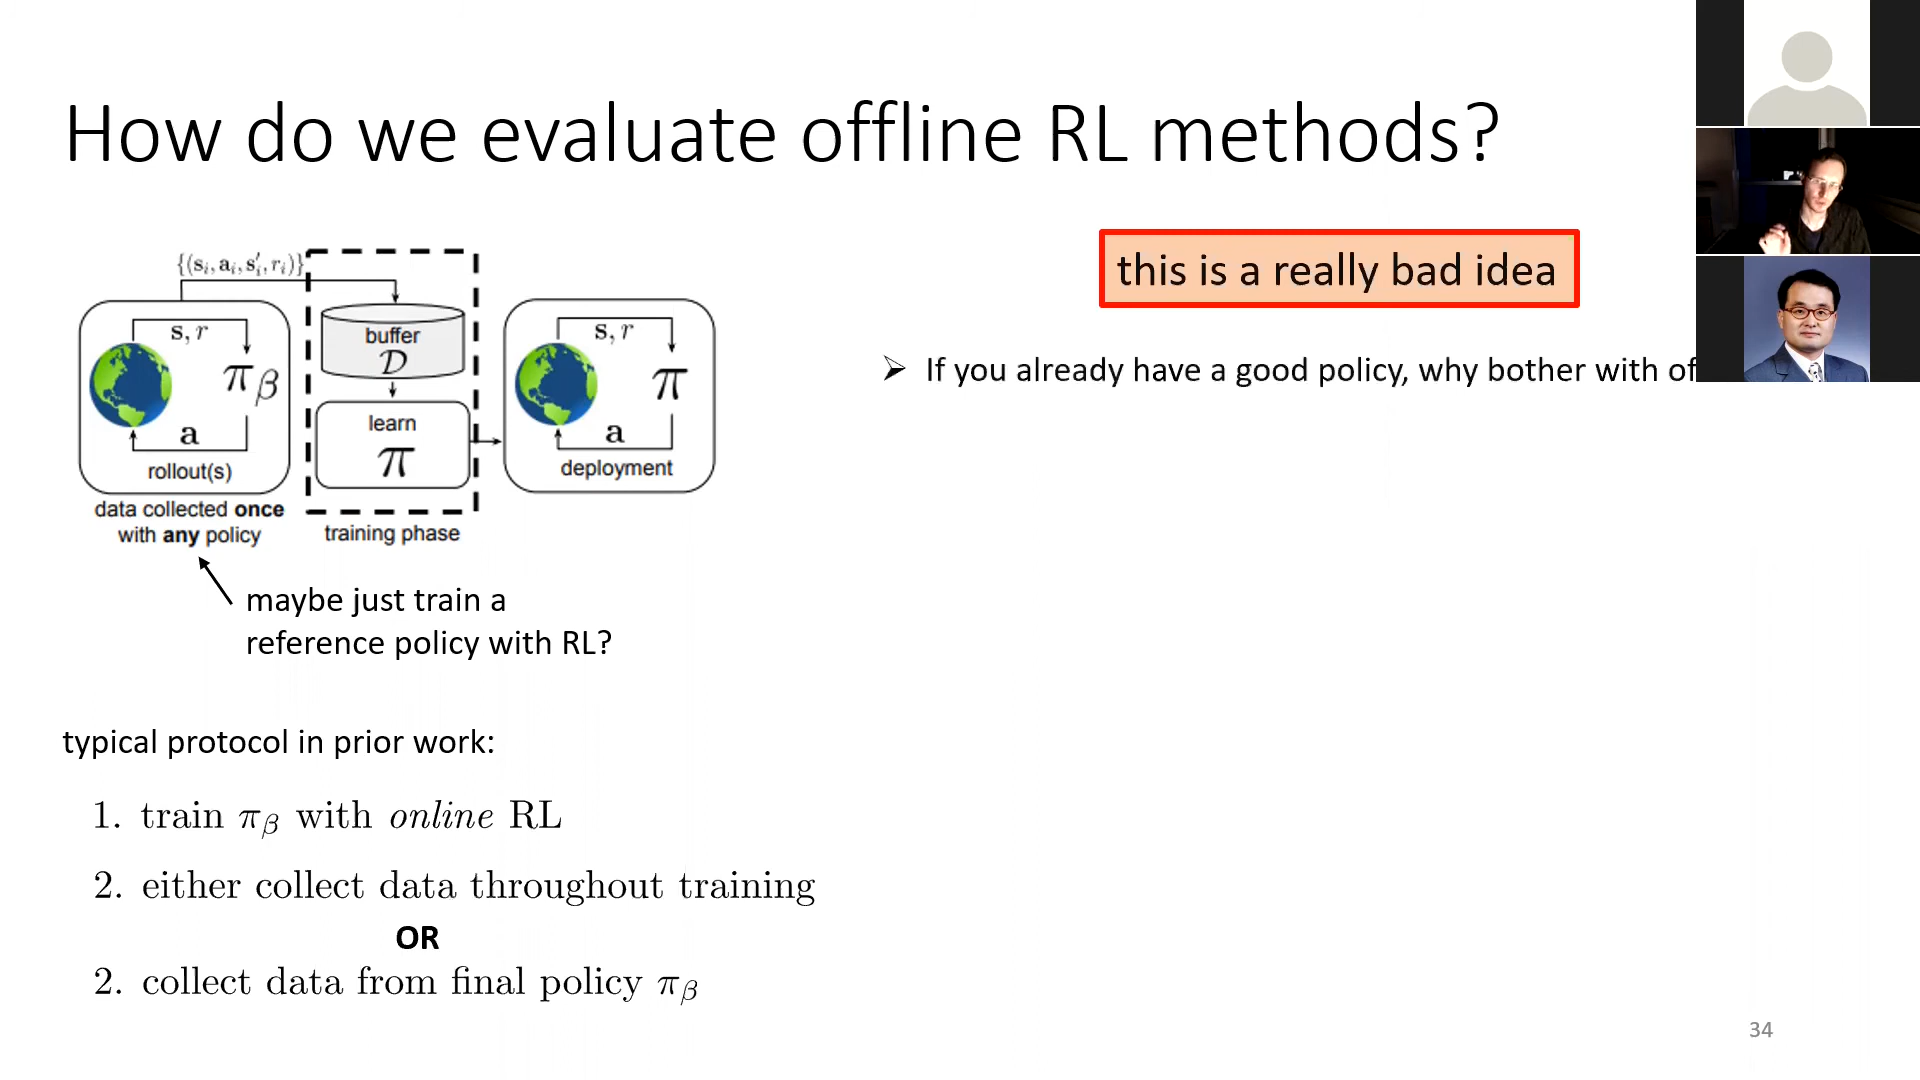 How do we evaluate offline RL methods?
this is a really bad idea
➢ If you already have a good policy, why bother with
{(s_i, a_i, s'_i, r_i)}
s, r
π_β
a
rollout(s)
data collected once
with any policy
buffer
D
learn
π
training phase
s, r
π
a
deployment
maybe just train a
reference policy with RL?
typical protocol in prior work:
1. train π_β with online RL
2. either collect data throughout training
OR
2. collect data from final policy π_β
34